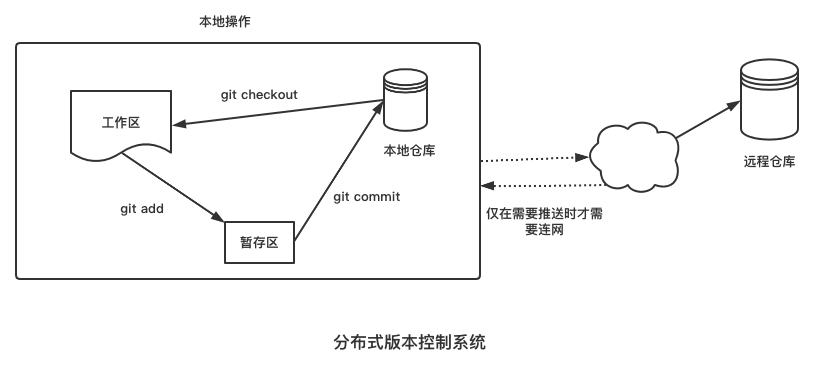 本地操作
git checkout
工作区
本地仓库
远程仓库
git commit
git add
仅在需要推送时才需
要连网
暂存区
分布式版本控制系统